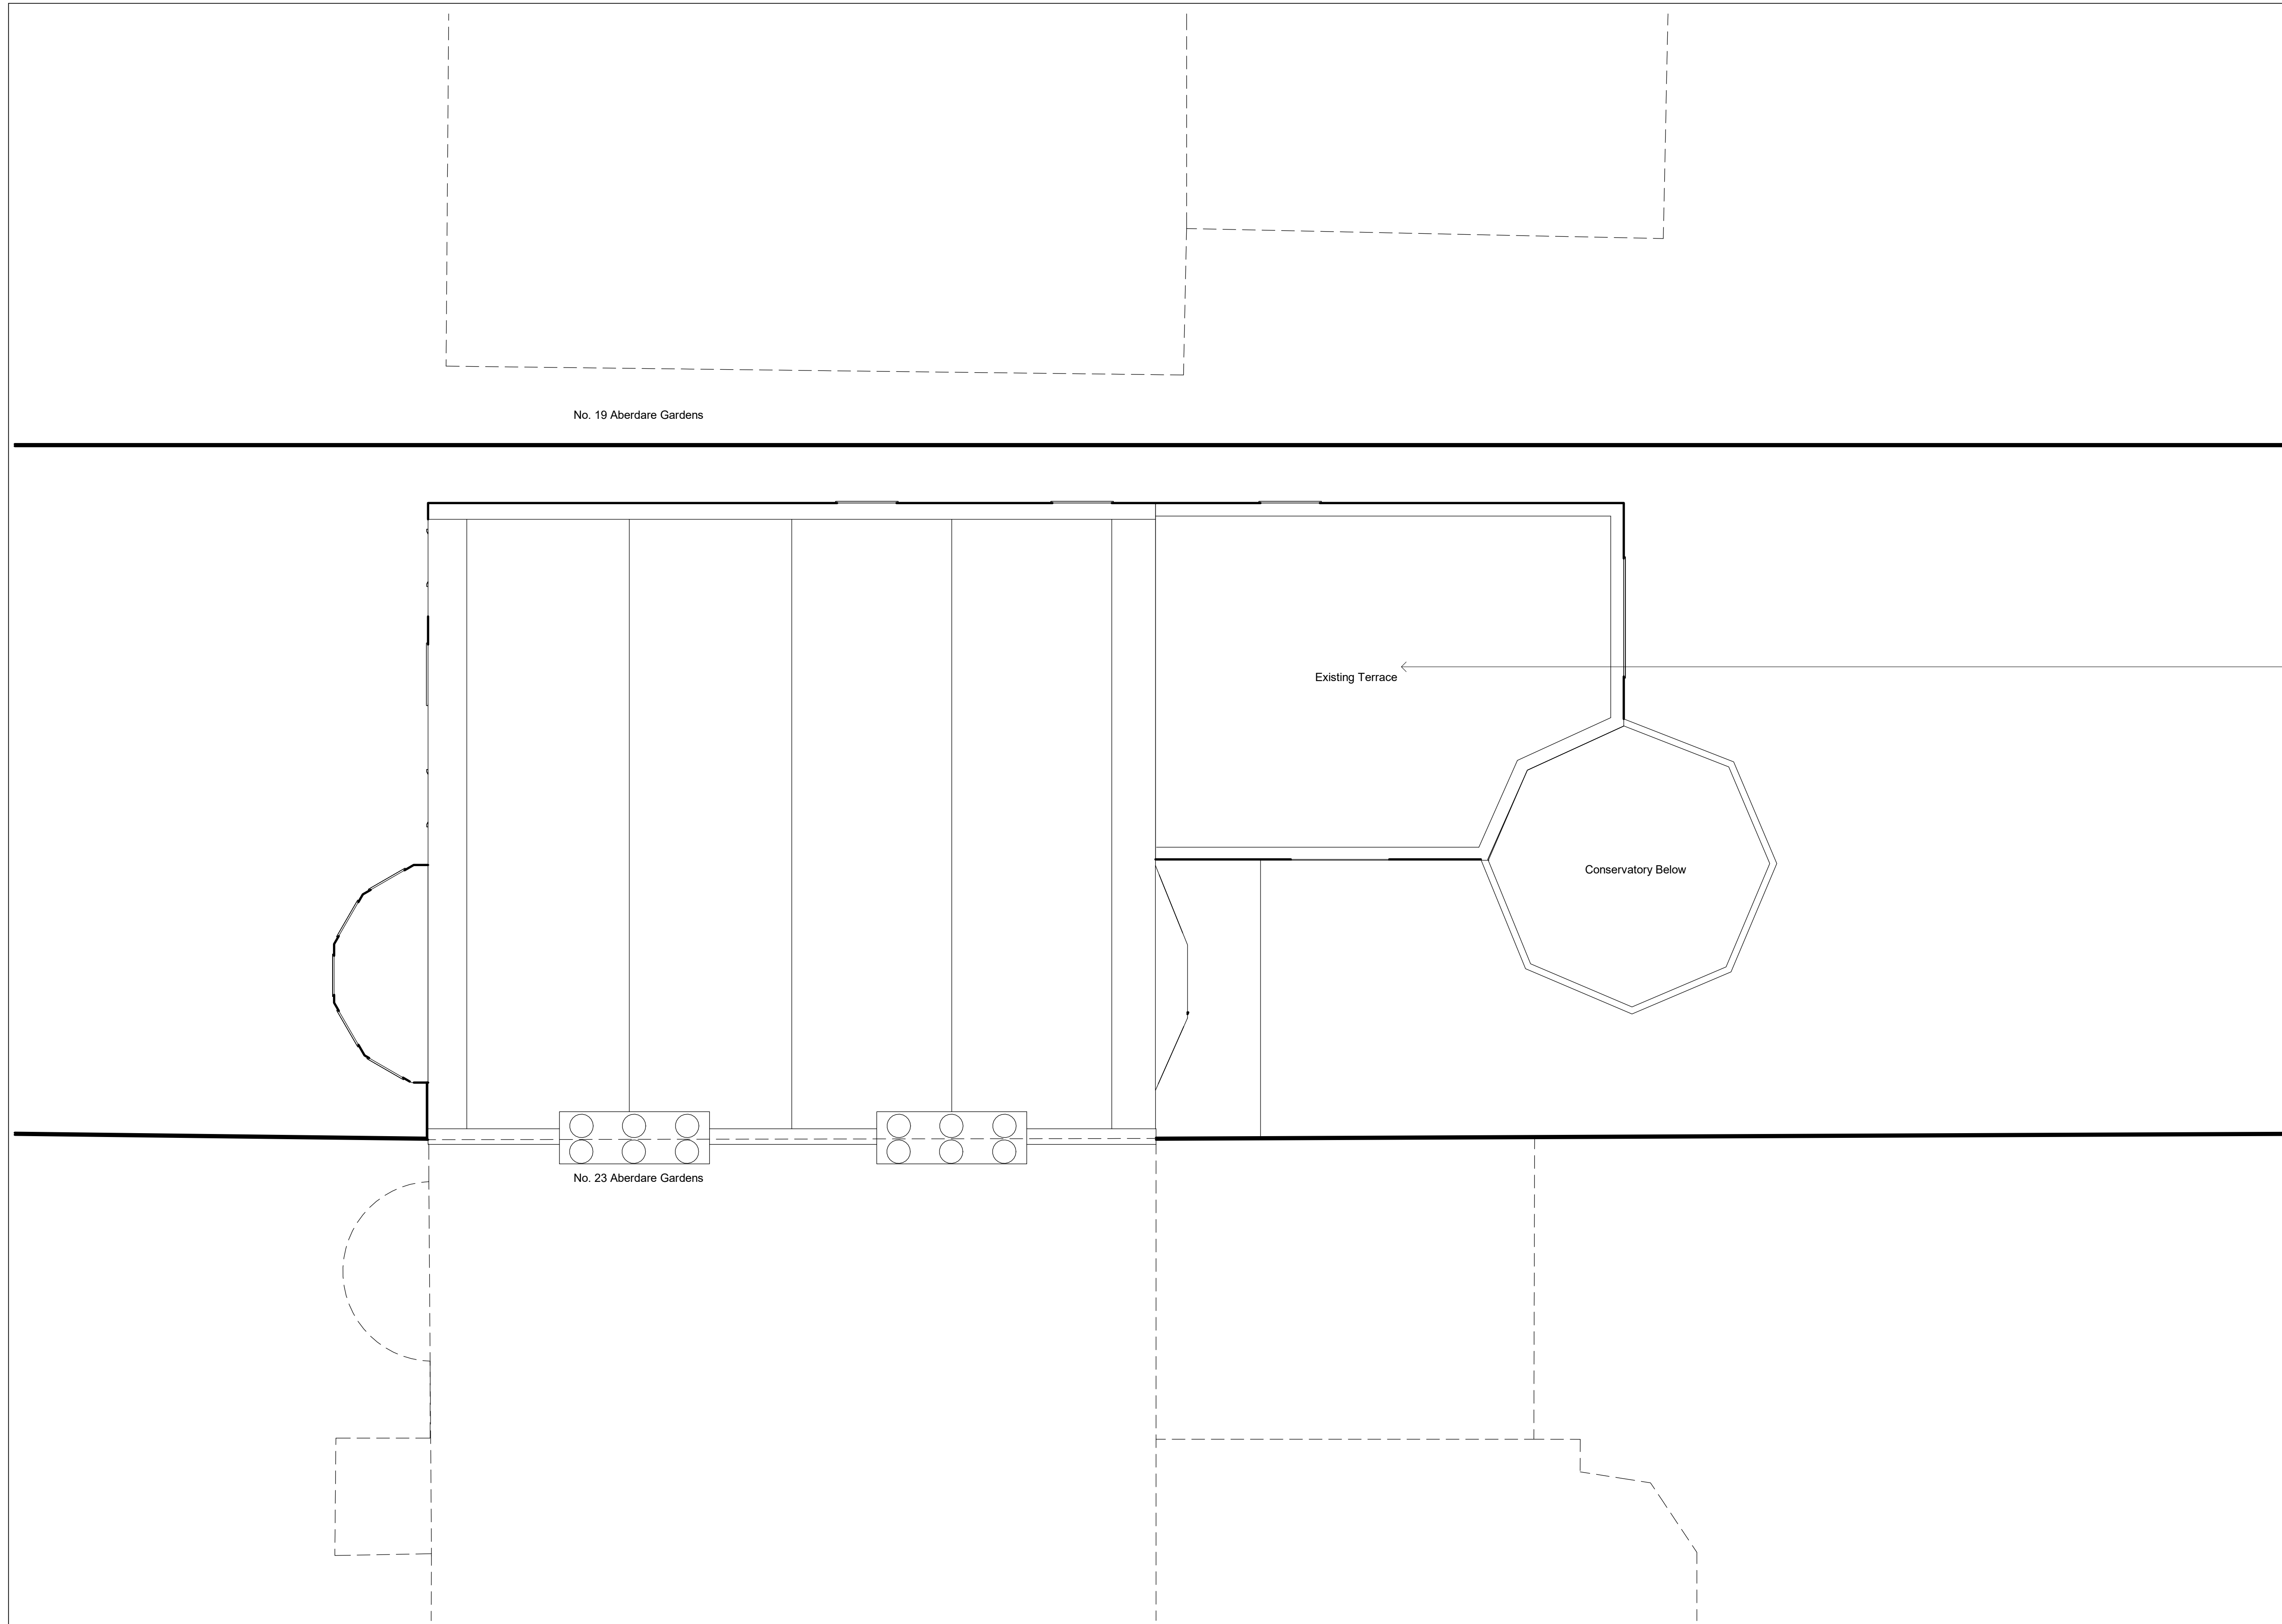 No. 19 Aberdare Gardens
Existing Terrace
Conservatory Below
No. 23 Aberdare Gardens